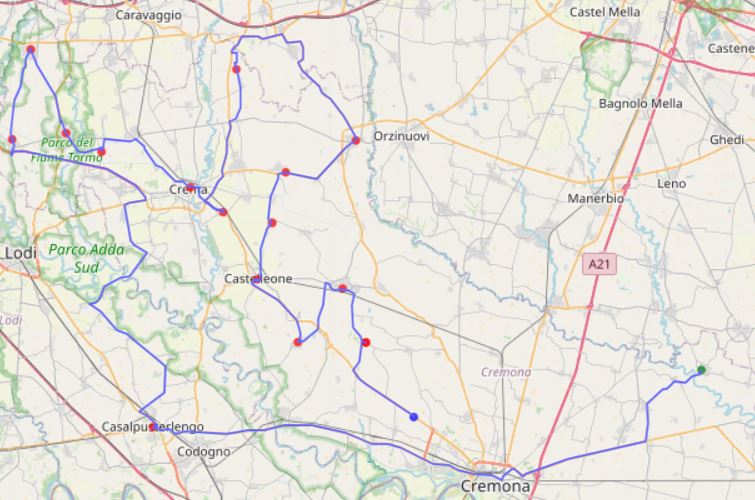 Caravaggio
Castel Mella
Castene
Bagnolo Mella
Orzinuovi
Ghedi
Parco del
Fiume Tormo
Leno
Crema
Manerbio
Lodi
Parco Adda
Sud
A21
Castelleone
Lodi
Cremona
Casalpusterlengo
Codogno
Cremona